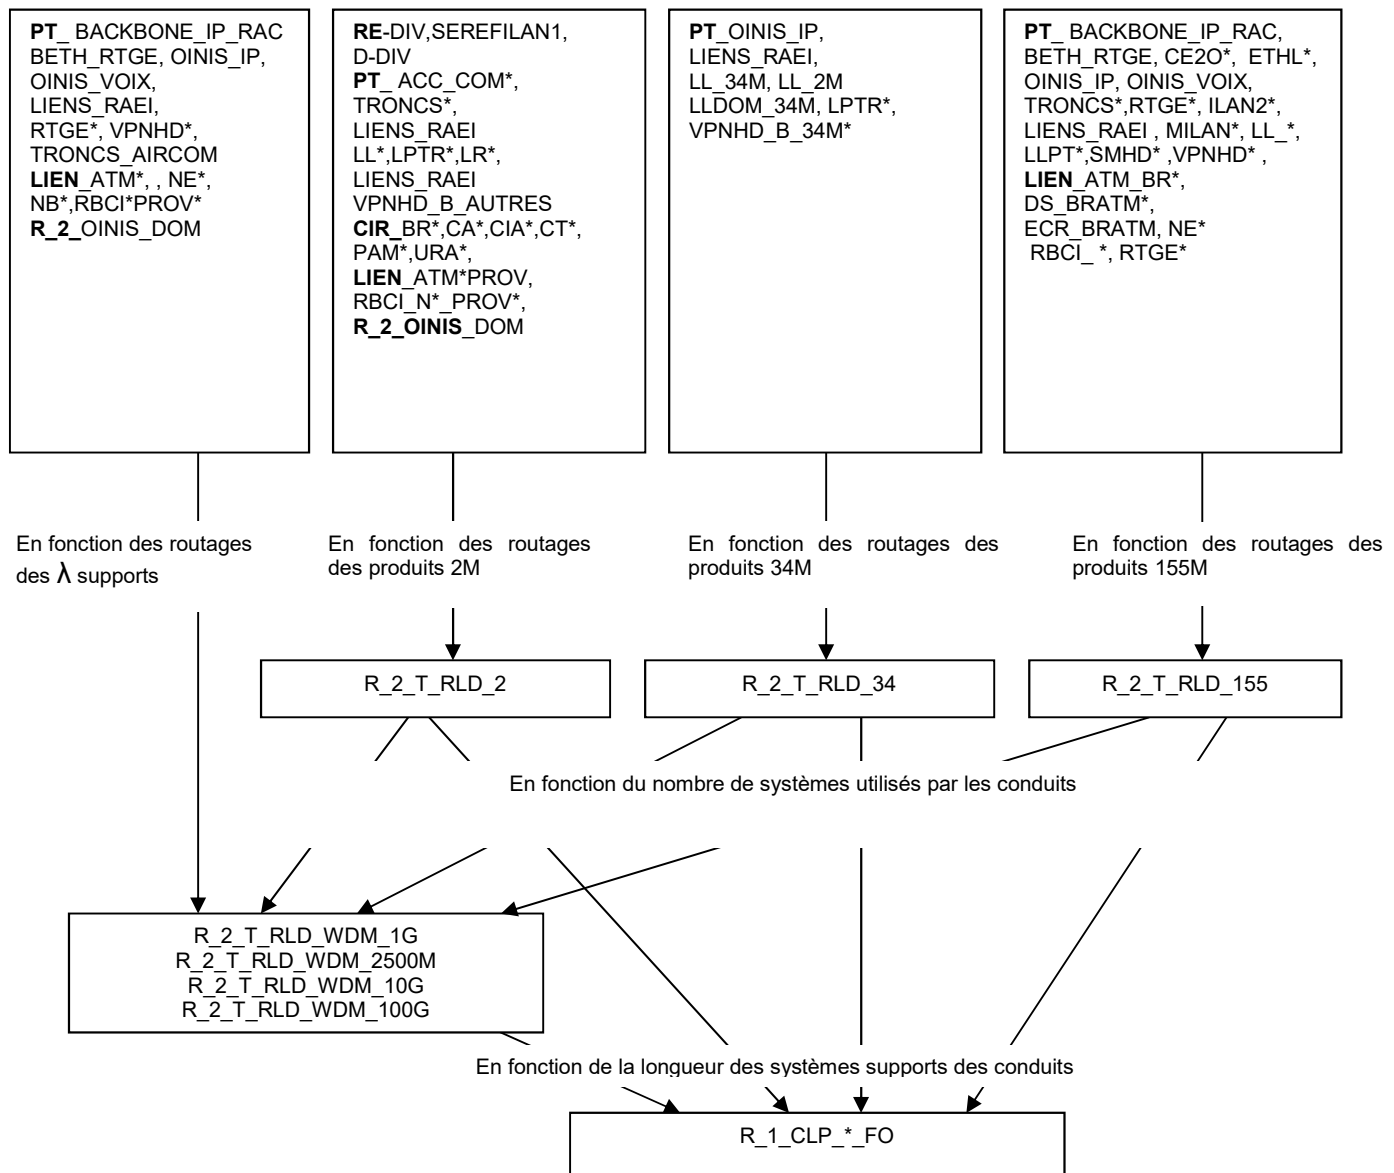 PT_ BACKBONE_IP_RAC
BETH_RTGE, OINIS_IP,
OINIS_VOIX,
LIENS_RAEI,
RTGE*, VPNHD*,
TRONCS_AIRCOM
LIEN_ATM*, , NE*,
NB*,RBCI*PROV*
R_2_OINIS_DOM
RE-DIV,SEREFILAN1,
D-DIV
PT_ ACC_COM*,
TRONCS*,
LIENS_RAEI
LL*,LPTR*,LR*,
LIENS_RAEI
VPNHD_B_AUTRES
CIR_BR*,CA*,CIA*,CT*,
PAM*,URA*,
LIEN_ATM*PROV,
RBCI_N*_PROV*,
R_2_OINIS_DOM
PT_OINIS_IP,
LIENS_RAEI,
LL_34M, LL_2M
LLDOM_34M, LPTR*,
VPNHD_B_34M*
PT_ BACKBONE_IP_RAC,
BETH_RTGE, CE2O*, ETHL*,
OINIS_IP, OINIS_VOIX,
TRONCS*,RTGE*, ILAN2*,
LIENS_RAEI , MILAN*, LL_*,
LLPT*,SMHD* ,VPNHD* ,
LIEN_ATM_BR*,
DS_BRATM*,
ECR_BRATM, NE*
RBCI_ *, RTGE*
En fonction des routages
des λ supports
En fonction des routages
des produits 2M
En fonction des routages des
produits 34M
En fonction des routages des
produits 155M
R_2_T_RLD_2
R_2_T_RLD_34
R_2_T_RLD_155
En fonction du nombre de systèmes utilisés par les conduits
R_2_T_RLD_WDM_1G
R_2_T_RLD_WDM_2500M
R_2_T_RLD_WDM_10G
R_2_T_RLD_WDM_100G
En fonction de la longueur des systèmes supports des conduits
R_1_CLP_*_FO